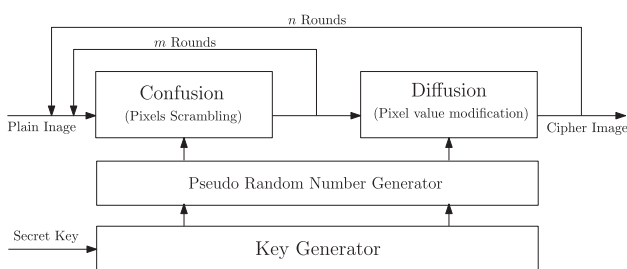 n Rounds
m Rounds
Confusion
(Pixels Scrambling)
Diffusion
(Pixel value modification)
Plain Image
Cipher Image
Pseudo Random Number Generator
Secret Key
Key Generator